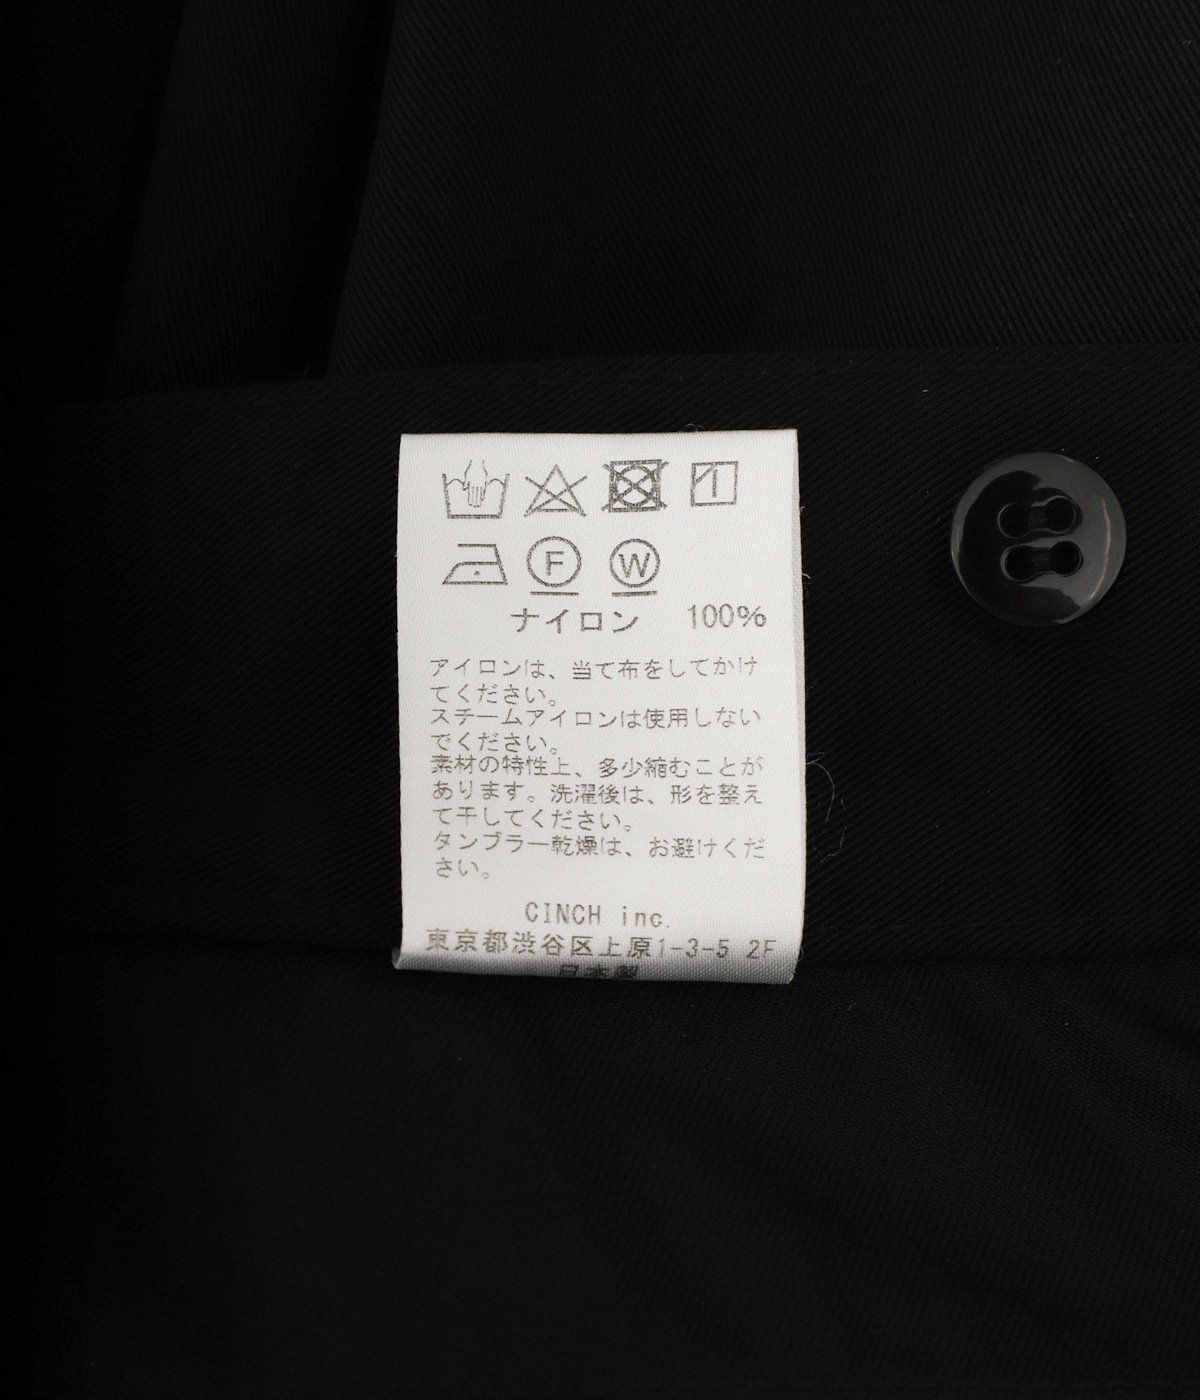 F W
ナイロン 100%
アイロンは、当て布をしてかけ
てください。
スチームアイロンは使用しない
でください。
素材の特性上、多少縮むことが
あります。洗濯後は、形を整え
て干してください。
タンブラー乾燥は、お避けくだ
さい。
CINCH inc.
東京都渋谷区上原1-3-5 2F
日本製